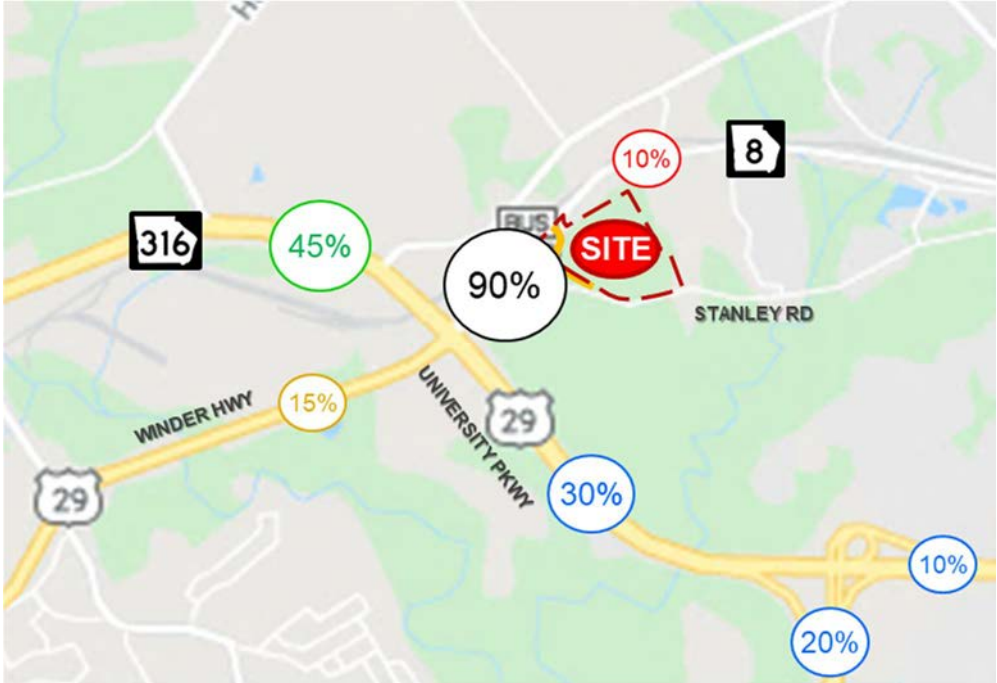 10%
8
BUS
316
45%
SITE
90%
STANLEY RD
WINDER HWY
15%
UNIVERSITY PKWY
29
29
30%
10%
20%